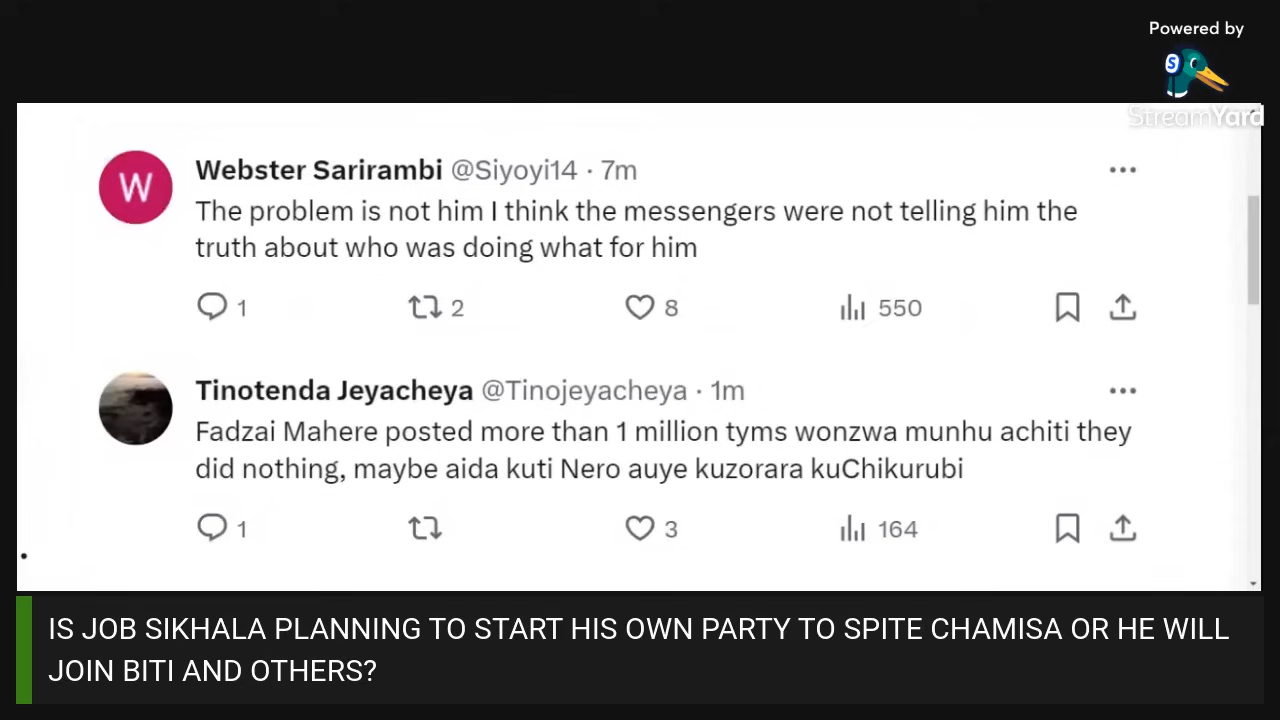 Powered by
StreamYard
Webster Sarirambi @Siyoyi14 · 7m
The problem is not him I think the messengers were not telling him the
truth about who was doing what for him
1 2 8 550
Tinotenda Jeyacheya @Tinojeyacheya · 1m
Fadzai Mahere posted more than 1 million tyms wonzwa munhu achiti they
did nothing, maybe aida kuti Nero auye kuzorara kuChikurubi
1 3 164
IS JOB SIKHALA PLANNING TO START HIS OWN PARTY TO SPITE CHAMISA OR HE WILL
JOIN BITI AND OTHERS?